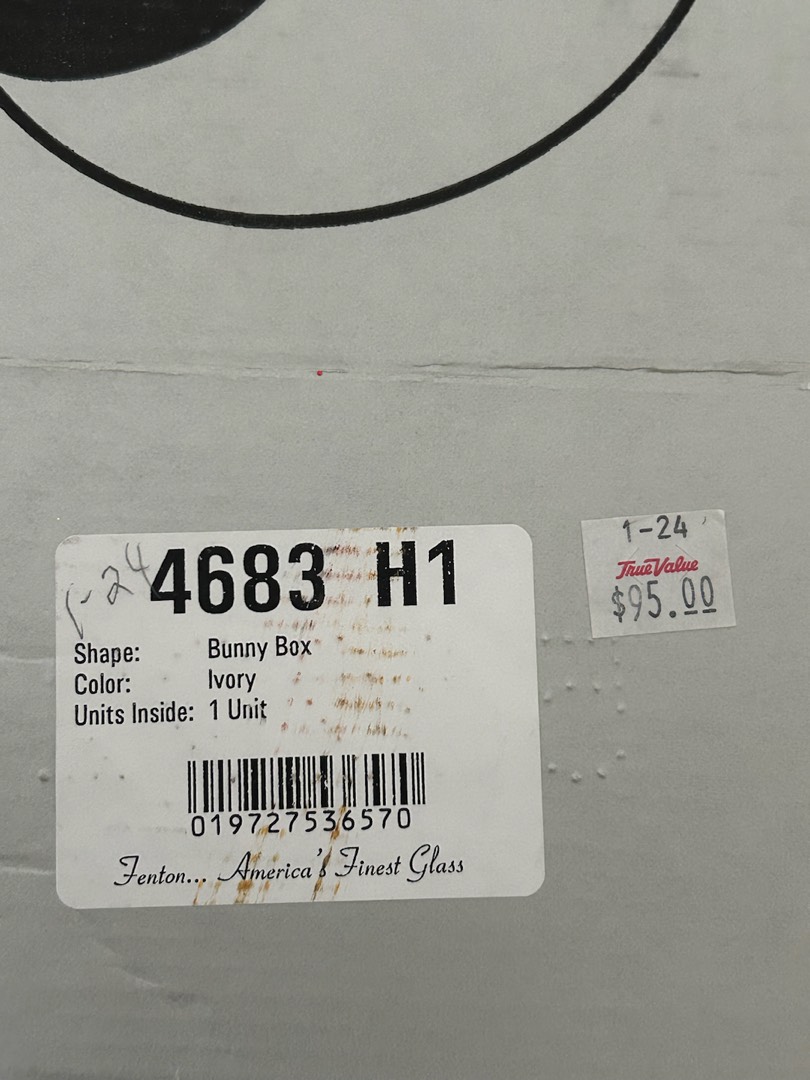 1-24
4683 H1
Shape: Bunny Box
Color: Ivory
Units Inside: 1 Unit
019727536570
Fenton... America's Finest Glass
1-24
True Value
$95.00